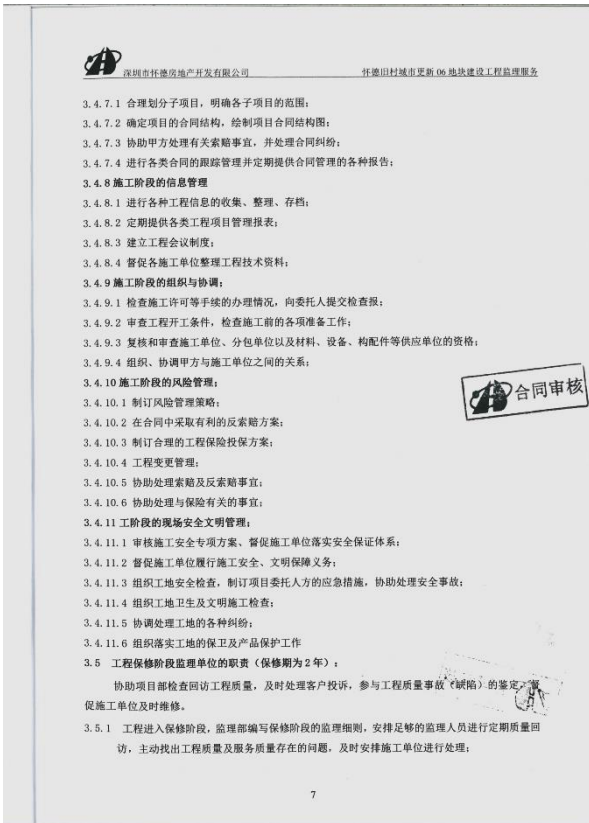 深圳市怀德房地产开发有限公司
怀德旧村城市更新 06 地块建设工程监理服务
3.4.7.1 合理划分子项目，明确各子项目的范围；
3.4.7.2 确定项目的合同结构，绘制项目合同结构图；
3.4.7.3 协助甲方处理有关索赔事宜，并处理合同纠纷；
3.4.7.4 进行各类合同的跟踪管理并定期提供合同管理的各种报告；
3.4.8 施工阶段的信息管理
3.4.8.1 进行各种工程信息的收集、整理、存档；
3.4.8.2 定期提供各类工程项目管理报表；
3.4.8.3 建立工程会议制度；
3.4.8.4 督促各施工单位整理工程技术资料；
3.4.9 施工阶段的组织与协调；
3.4.9.1 检查施工许可等手续的办理情况，向委托人提交检查报；
3.4.9.2 审查工程开工条件，检查施工前的各项准备工作；
3.4.9.3 复核和审查施工单位、分包单位以及材料、设备、构配件等供应单位的资格；
3.4.9.4 组织、协调甲方与施工单位之间的关系；
3.4.10 施工阶段的风险管理；
合同审核
3.4.10.1 制订风险管理策略；
3.4.10.2 在合同中采取有利的反索赔方案；
3.4.10.3 制订合理的工程保险投保方案；
3.4.10.4 工程变更管理；
3.4.10.5 协助处理索赔及反索赔事宜；
3.4.10.6 协助处理与保险有关的事宜；
3.4.11 工阶段的现场安全文明管理；
3.4.11.1 审核施工安全专项方案、督促施工单位落实安全保证体系；
3.4.11.2 督促施工单位履行施工安全、文明保障义务；
3.4.11.3 组织工地安全检查，制订项目委托人方的应急措施，协助处理安全事故；
3.4.11.4 组织工地卫生及文明施工检查；
3.4.11.5 协调处理工地的各种纠纷；
3.4.11.6 组织落实工地的保卫及产品保护工作
3.5 工程保修阶段监理单位的职责（保修期为 2 年）：
协助项目部检查回访工程质量，及时处理客户投诉，参与工程质量事故（缺陷）的鉴定，督
促施工单位及时维修。
3.5.1 工程进入保修阶段，监理部编写保修阶段的监理细则，安排足够的监理人员进行定期质量回
访，主动找出工程质量及服务质量存在的问题，及时安排施工单位进行处理；
7